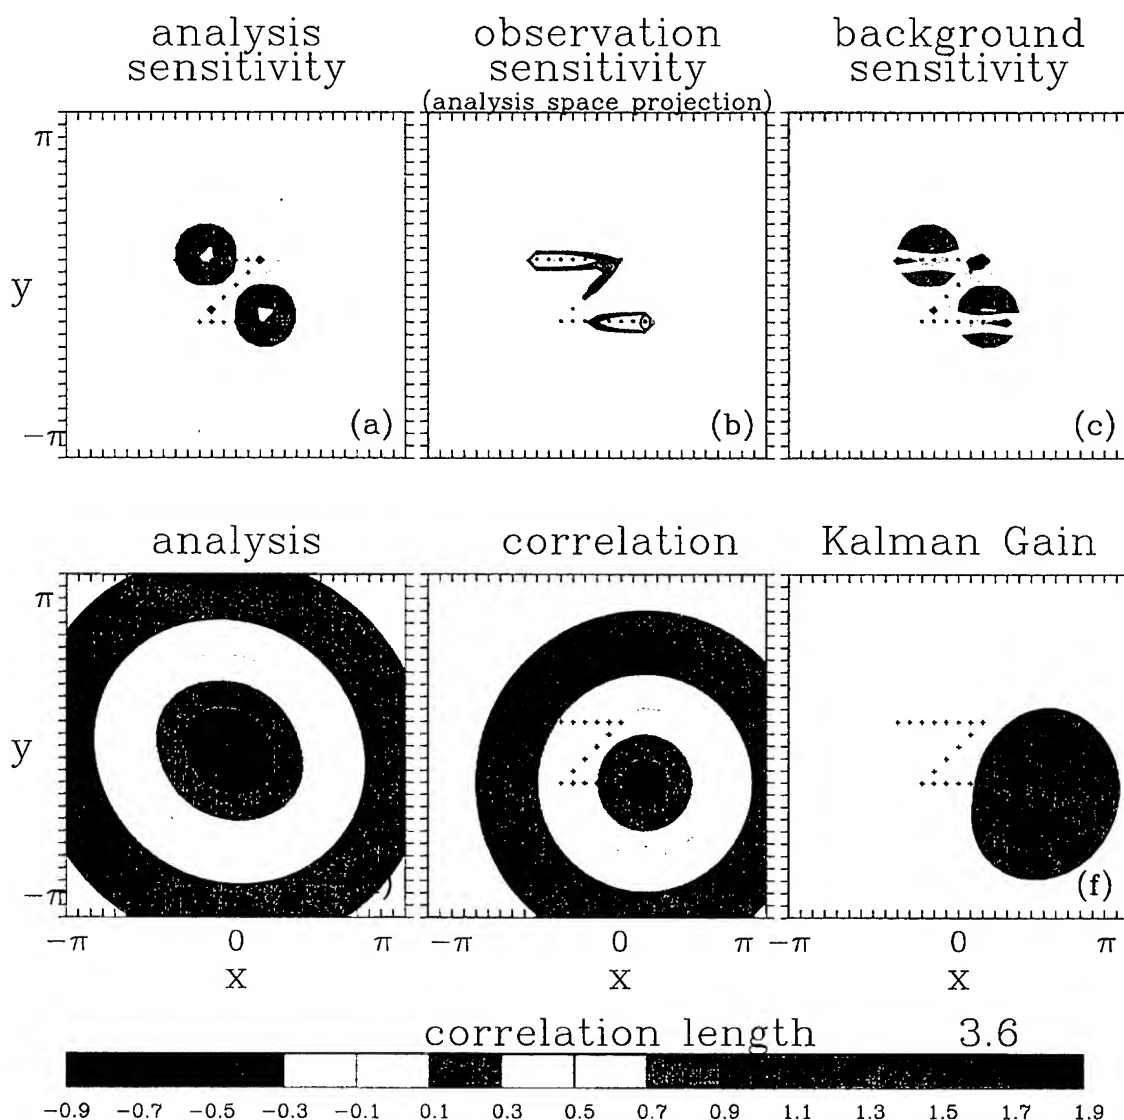 analysis sensitivity
observation sensitivity
(analysis space projection)
background sensitivity
π
y
−π
(a)
(b)
(c)
analysis
correlation
Kalman Gain
π
y
−π
)
(f)
−π 0 π
0 π
−π 0 π
x
x
x
correlation length 3.6
−0.9 −0.7 −0.5 −0.3 −0.1 0.1 0.3 0.5 0.7 0.9 1.1 1.3 1.5 1.7 1.9